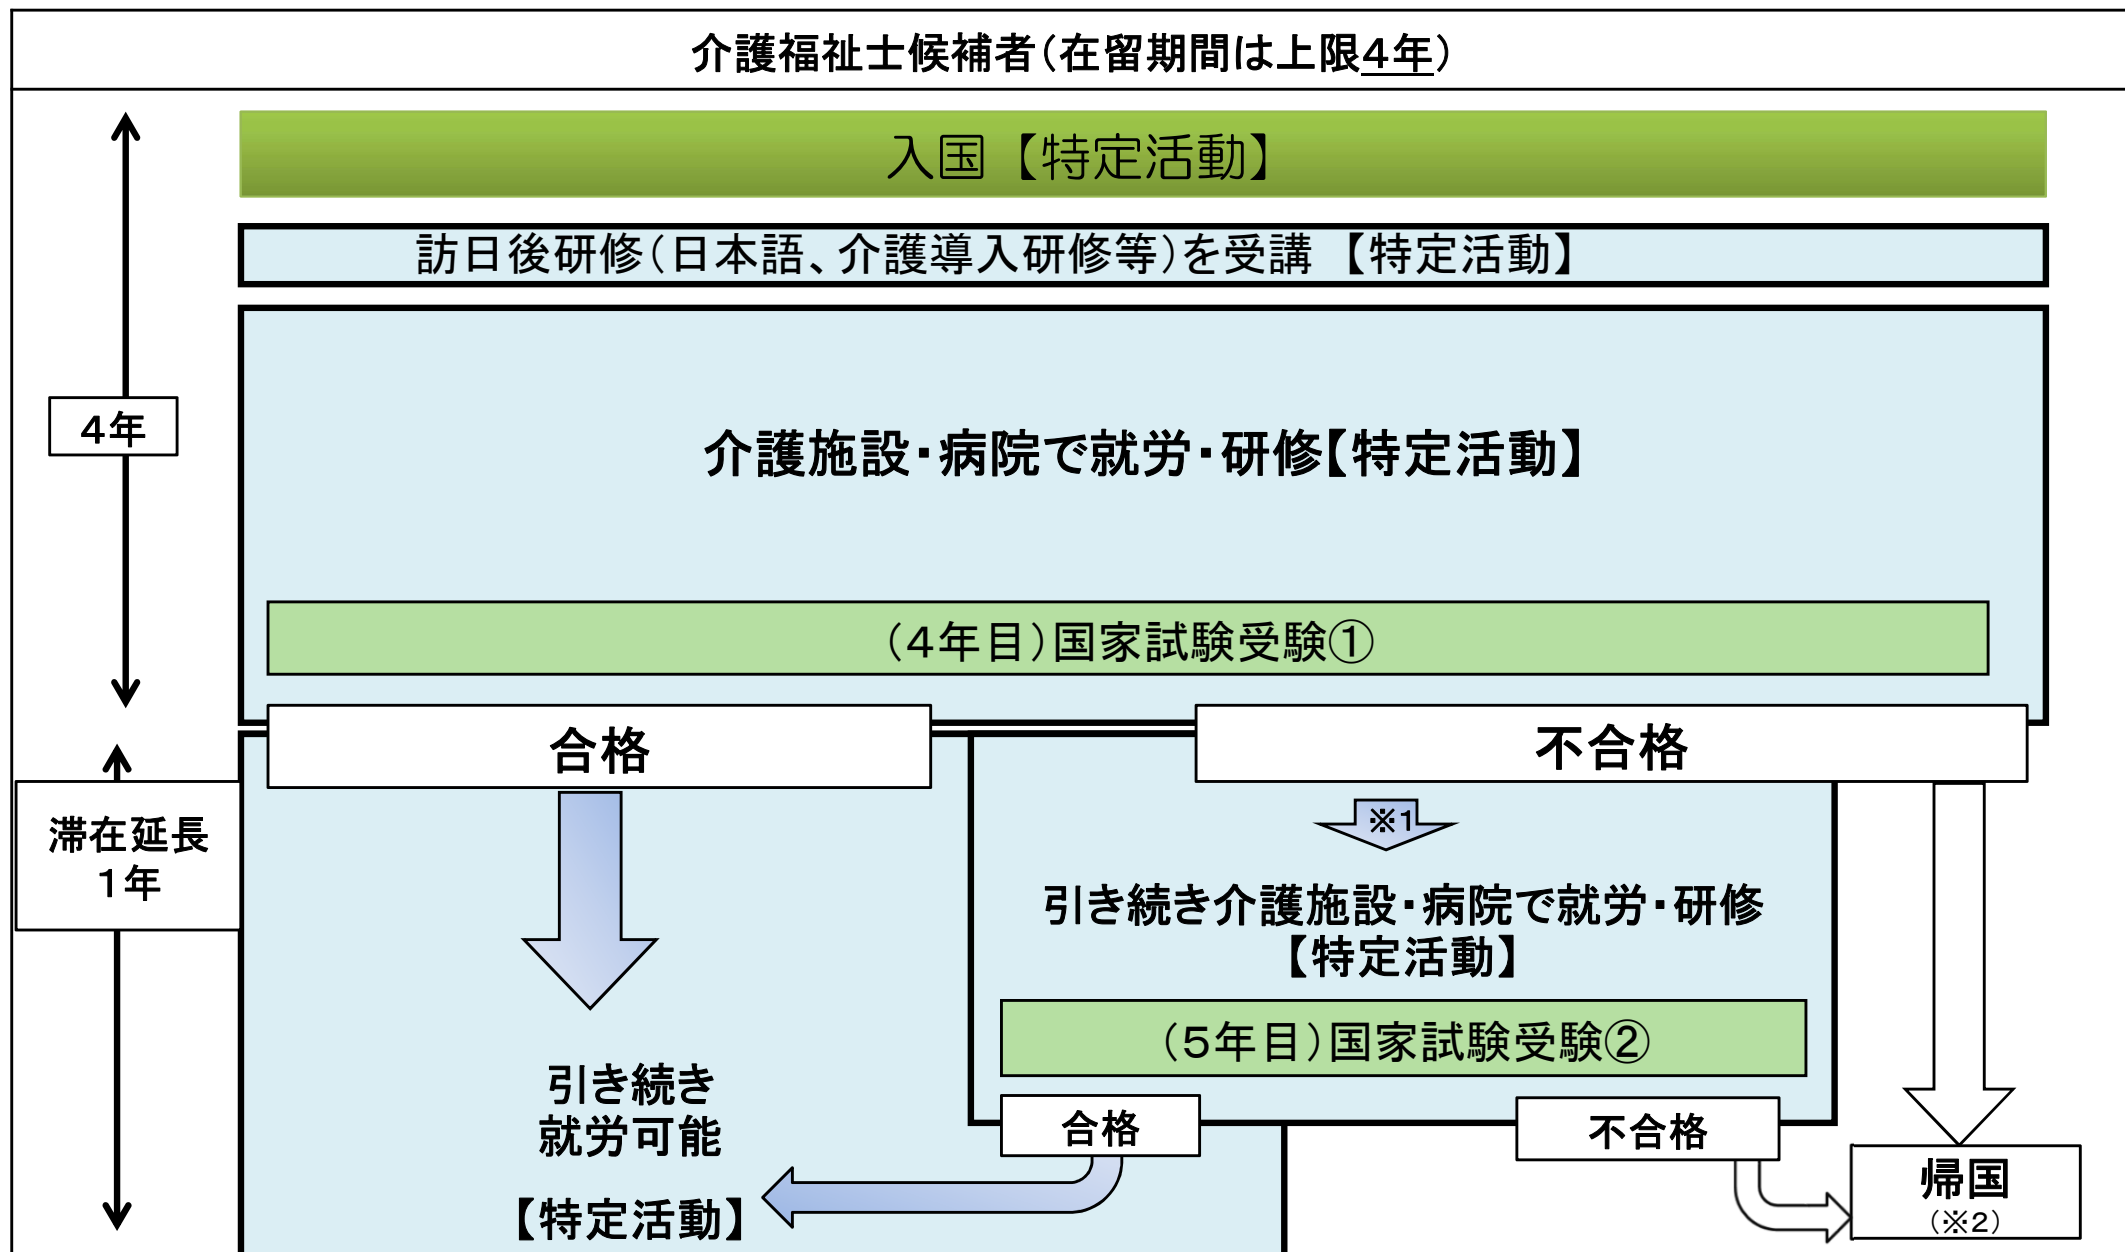 介護福祉士候補者(在留期間は上限4年)
入国【特定活動】
訪日後研修(日本語、介護導入研修等)を受講【特定活動】
4年
介護施設・病院で就労・研修【特定活動】
(4年目)国家試験受験①
合格
不合格
滞在延長
1年
※1
引き続き介護施設・病院で就労・研修
【特定活動】
(5年目)国家試験受験②
引き続き
就労可能
【特定活動】
合格
不合格
帰国
(※2)